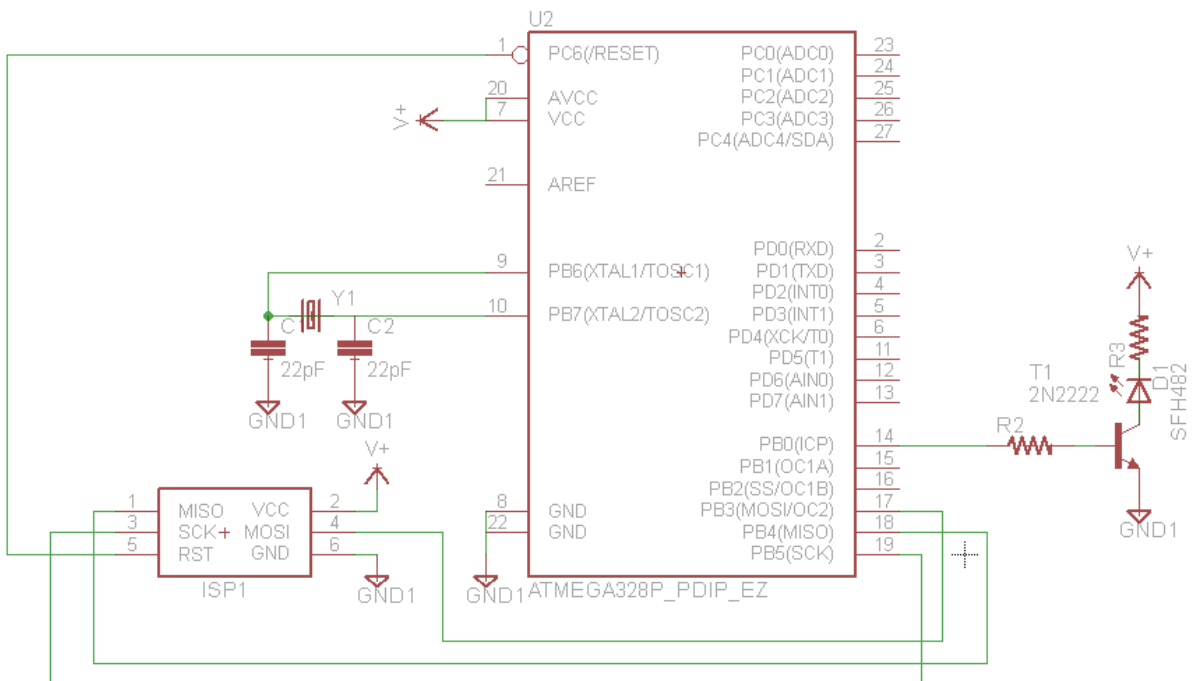 U2
1
PC6(/RESET)
20
AVCC
7
VCC
V+
21
AREF
9
PB6(XTAL1/TOSC1)
10
PB7(XTAL2/TOSC2)
8
GND
22
GND
GND1
ATMEGA328P_PDIP_EZ
PC0(ADC0)
23
PC1(ADC1)
24
PC2(ADC2)
25
PC3(ADC3)
26
PC4(ADC4/SDA)
27
PD0(RXD)
2
PD1(TXD)
3
PD2(INT0)
4
PD3(INT1)
5
PD4(XCK/T0)
6
PD5(T1)
11
PD6(AIN0)
12
PD7(AIN1)
13
PB0(ICP)
14
PB1(OC1A)
15
PB2(SS/OC1B)
16
PB3(MOSI/OC2)
17
PB4(MISO)
18
PB5(SCK)
19
Y1
C
C2
22pF
22pF
GND1
GND1
V+
1
MISO
VCC
2
3
SCK
MOSI
4
5
RST
GND
6
ISP1
GND1
V+
R3
D1
SFH482
T1
2N2222
R2
GND1